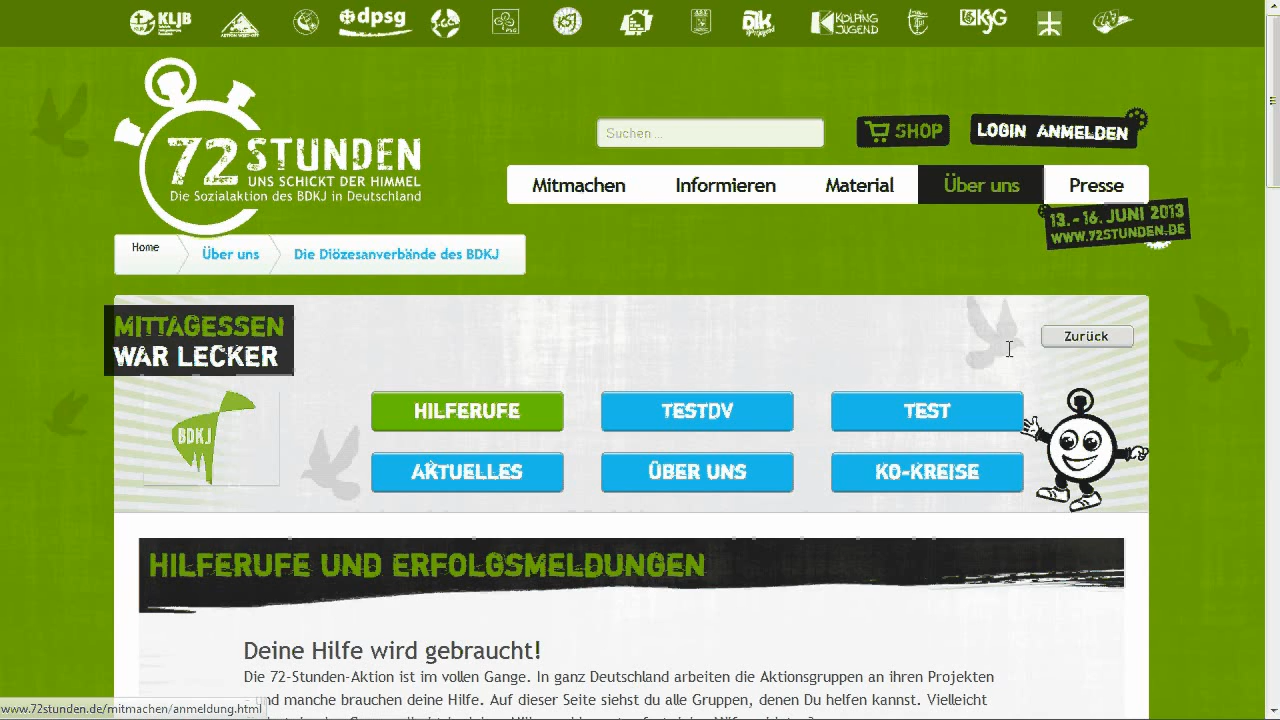 KLJB
AKTION WEST-OST
dpsg
PSG
KOLPING
JUGEND
KSJG
72 STUNDEN
UNS SCHICKT DER HIMMEL
Die Sozialaktion des BDKJ in Deutschland
Suchen ...
SHOP
LOGIN ANMELDEN
Mitmachen
Informieren
Material
Über uns
Presse
13.-16. JUNI 2013
WWW.72STUNDEN.DE
Home
Über uns
Die Diözesanverbände des BDKJ
MITTAGESSEN
WAR LECKER
Zurück
BDKJ
HILFERUFE
TESTDV
TEST
AKTUELLES
ÜBER UNS
KO-KREISE
HILFERUFE UND ERFOLGSMELDUNGEN
Deine Hilfe wird gebraucht!
Die 72-Stunden-Aktion ist im vollen Gange. In ganz Deutschland arbeiten die Aktionsgruppen an ihren Projekten
- und manche brauchen deine Hilfe. Auf dieser Seite siehst du alle Gruppen, denen Du helfen kannst. Vielleicht
www.72stunden.de/mitmachen/anmeldung.html